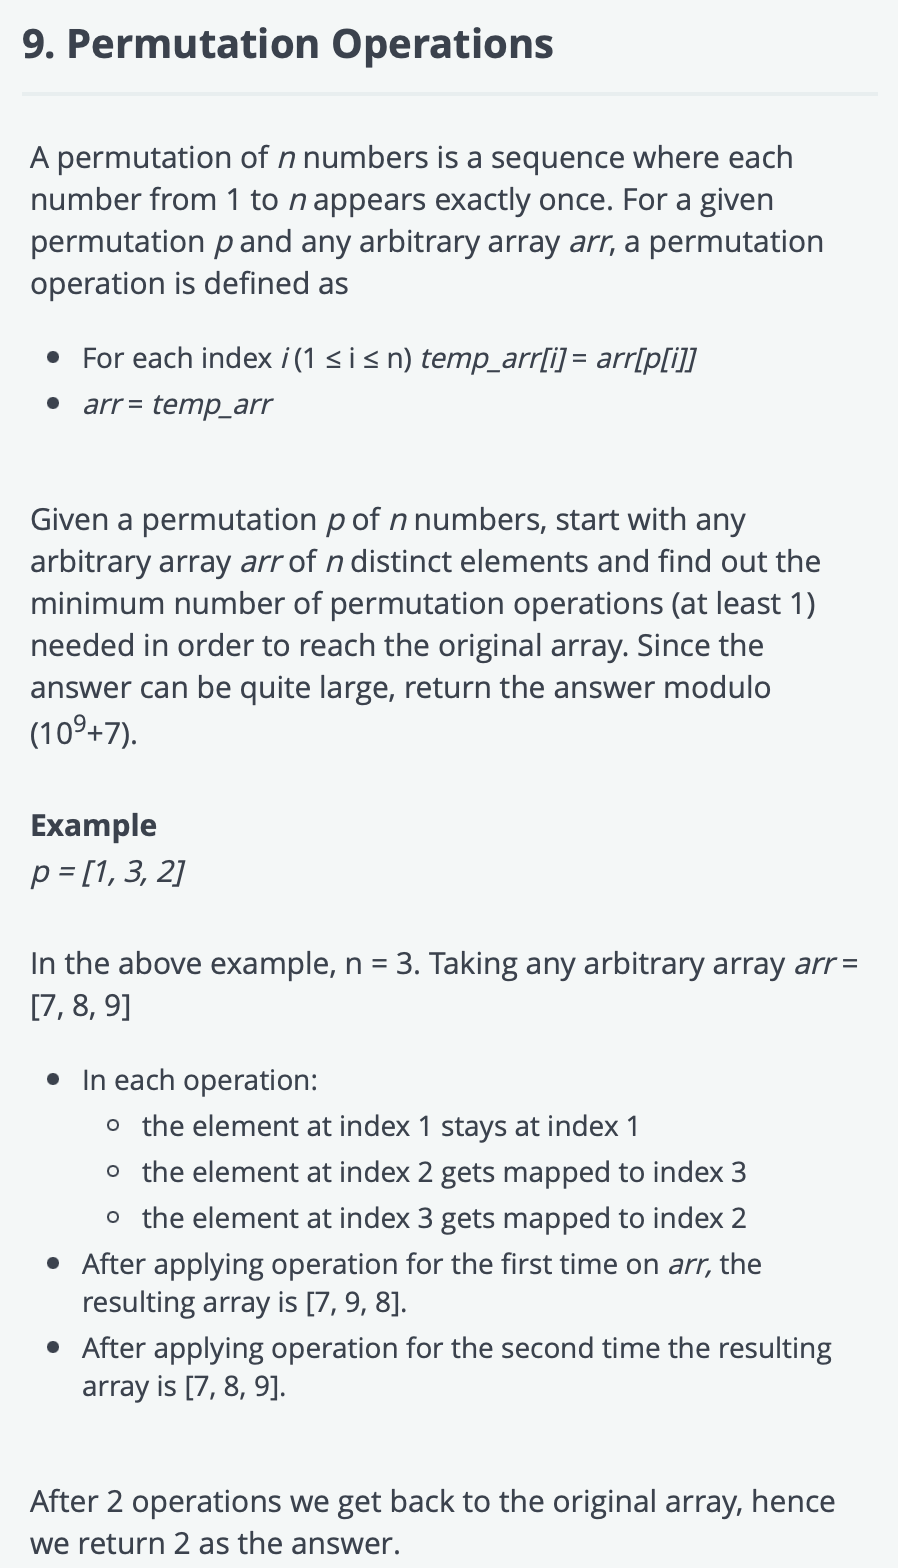 9. Permutation Operations
A permutation of n numbers is a sequence where each
number from 1 to n appears exactly once. For a given
permutation p and any arbitrary array arr, a permutation
operation is defined as
• For each index i (1 ≤ i ≤ n) temp_arr[i] = arr[p[i]]
• arr = temp_arr
Given a permutation p of n numbers, start with any
arbitrary array arr of n distinct elements and find out the
minimum number of permutation operations (at least 1)
needed in order to reach the original array. Since the
answer can be quite large, return the answer modulo
(10⁹+7).
Example
p = [1, 3, 2]
In the above example, n = 3. Taking any arbitrary array arr =
[7, 8, 9]
• In each operation:
◦ the element at index 1 stays at index 1
◦ the element at index 2 gets mapped to index 3
◦ the element at index 3 gets mapped to index 2
• After applying operation for the first time on arr, the
resulting array is [7, 9, 8].
• After applying operation for the second time the resulting
array is [7, 8, 9].
After 2 operations we get back to the original array, hence
we return 2 as the answer.